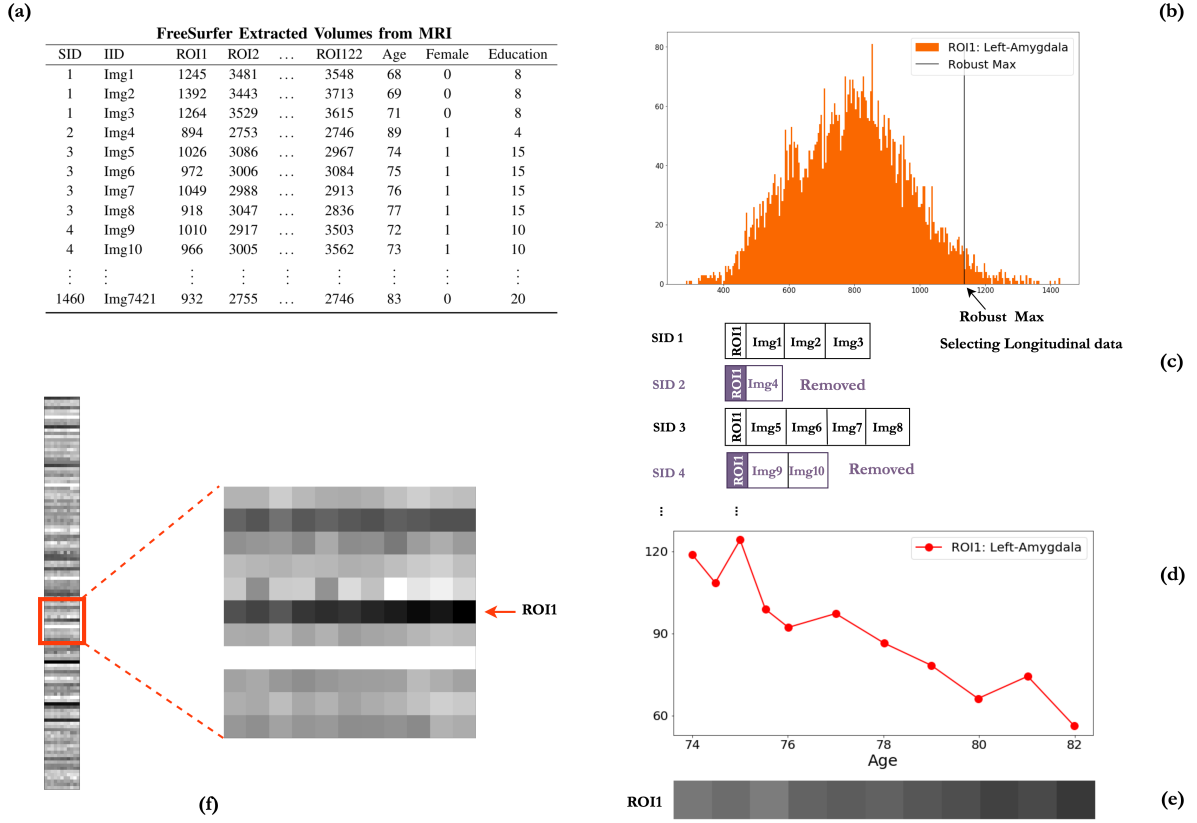 (a)
FreeSurfer Extracted Volumes from MRI
SID IID ROI1 ROI2 ... ROI122 Age Female Education
1 Img1 1245 3481 ... 3548 68 0 8
1 Img2 1392 3443 ... 3713 69 0 8
1 Img3 1264 3529 ... 3615 71 0 8
2 Img4 894 2753 ... 2746 89 1 4
3 Img5 1026 3086 ... 2967 74 1 15
3 Img6 972 3006 ... 3084 75 1 15
3 Img7 1049 2988 ... 2913 76 1 15
3 Img8 918 3047 ... 2836 77 1 15
4 Img9 1010 2917 ... 3503 72 1 10
4 Img10 966 3005 ... 3562 73 1 10
⋮ ⋮ ⋮ ⋮ ⋮ ⋮ ⋮ ⋮ ⋮
1460 Img7421 932 2755 ... 2746 83 0 20
(b)
ROI1: Left-Amygdala
Robust Max
80
60
40
20
0
400 600 800 1000 1200 1400
Robust Max
Selecting Longitudinal data
(c)
SID 1 ROI1 Img1 Img2 Img3
SID 2 ROI1 Img4 Removed
SID 3 ROI1 Img5 Img6 Img7 Img8
SID 4 ROI1 Img9 Img10 Removed
... ...
(d)
ROI1: Left-Amygdala
120
90
60
74 76 78 80 82
Age
ROI1
(e)
ROI1
(f)